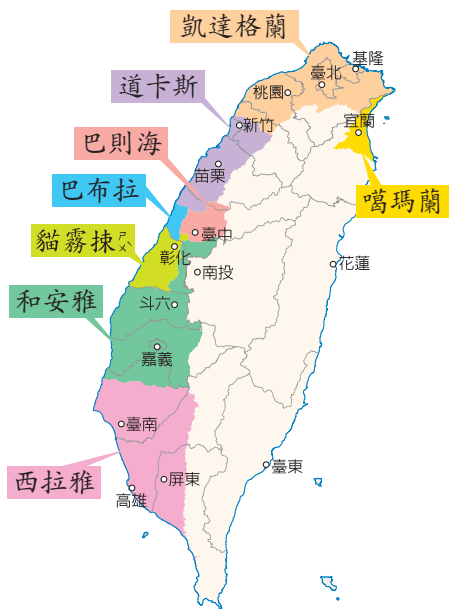 凱達格蘭
基隆
臺北
桃園
道卡斯
新竹
宜蘭
巴則海
苗栗
巴布拉
噶瑪蘭
臺中
貓霧捒ㄙㄨˋ
彰化
花蓮
南投
和安雅
斗六
嘉義
臺南
臺東
西拉雅
屏東
高雄